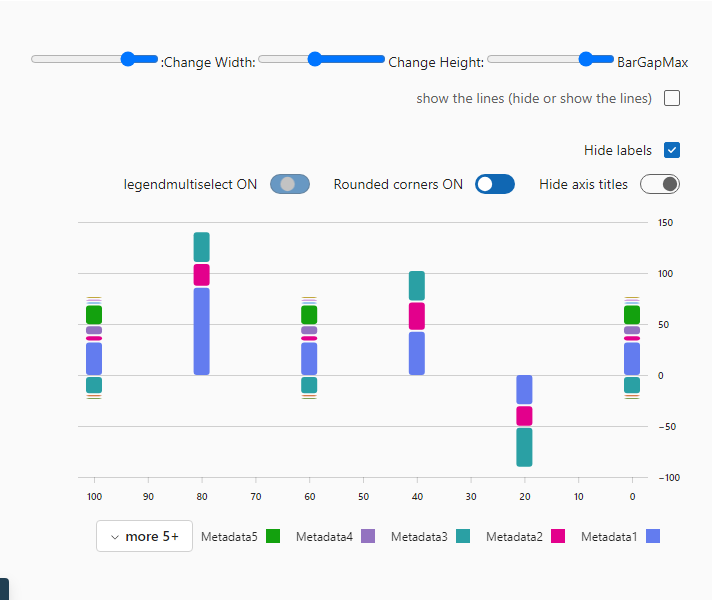 :Change Width: Change Height: BarGapMax
show the lines (hide or show the lines)
Hide labels
legendmultiselect ON Rounded corners ON Hide axis titles
150
100
50
0
−50
−100
100 90 80 70 60 50 40 30 20 10 0
more 5+ Metadata5 Metadata4 Metadata3 Metadata2 Metadata1